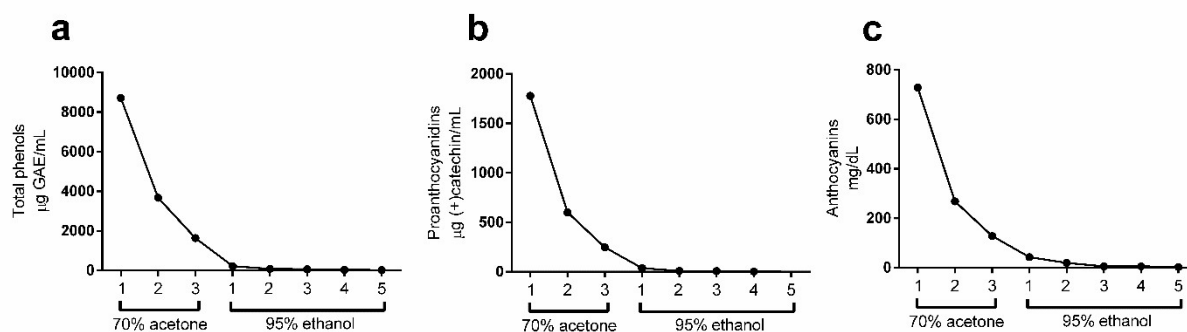 a
Total phenols
µg GAE/mL
10000
8000
6000
4000
2000
0
1 2 3 1 2 3 4 5
70% acetone 95% ethanol
b
Proanthocyanidins
µg (+)catechin/mL
2000
1500
1000
500
0
1 2 3 1 2 3 4 5
70% acetone 95% ethanol
c
Anthocyanins
mg/dL
800
600
400
200
0
1 2 3 1 2 3 4 5
70% acetone 95% ethanol